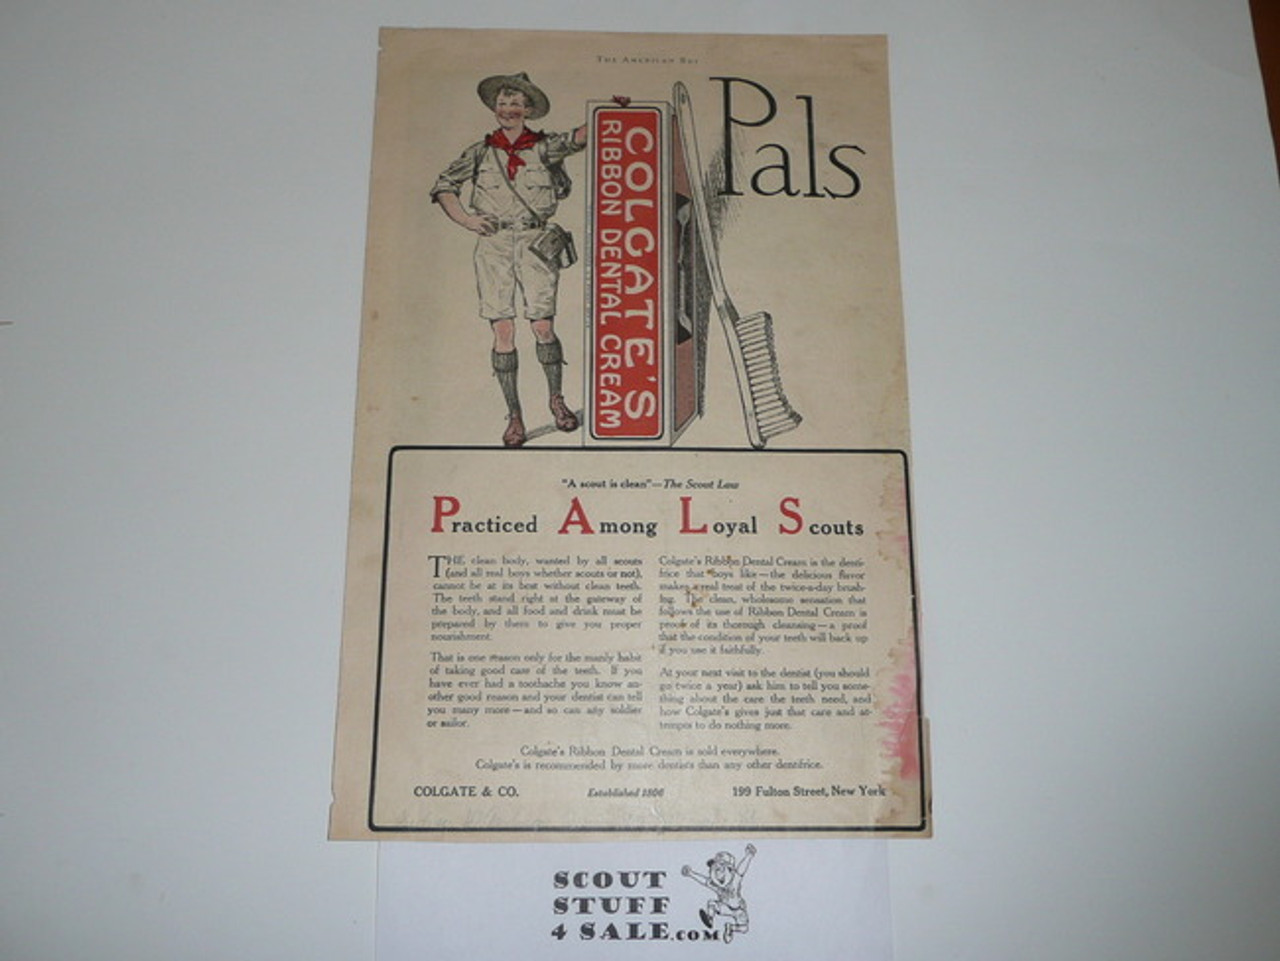 THE AMERICAN BOY
Pals
COLGATE'S
RIBBON DENTAL CREAM
"A scout is clean"—The Scout Law
Practiced Among Loyal Scouts
THE clean body, wanted by all scouts
(and all real boys whether scouts or not),
cannot be at its best without clean teeth.
The teeth stand right at the gateway of
the body, and all food and drink must be
prepared by them to give you proper
nourishment.
That is one reason only for the manly habit
of taking good care of the teeth. If you
have ever had a toothache you know an-
other good reason and your dentist can tell
you many more—and so can any soldier
or sailor.
Colgate's Ribbon Dental Cream is the denti-
frice that boys like—the delicious flavor
makes a real treat of the twice-a-day brush-
ing. The clean, wholesome sensation that
follows the use of Ribbon Dental Cream is
proof of its thorough cleansing—a proof
that the condition of your teeth will back up
if you use it faithfully.
At your next visit to the dentist (you should
go twice a year) ask him to tell you some-
thing about the care the teeth need, and
how Colgate's gives just that care and at-
tempts to do nothing more.
Colgate's Ribbon Dental Cream is sold everywhere.
Colgate's is recommended by more dentists than any other dentifrice.
COLGATE & CO. Established 1806 199 Fulton Street, New York
SCOUT
STUFF
4 SALE.COM